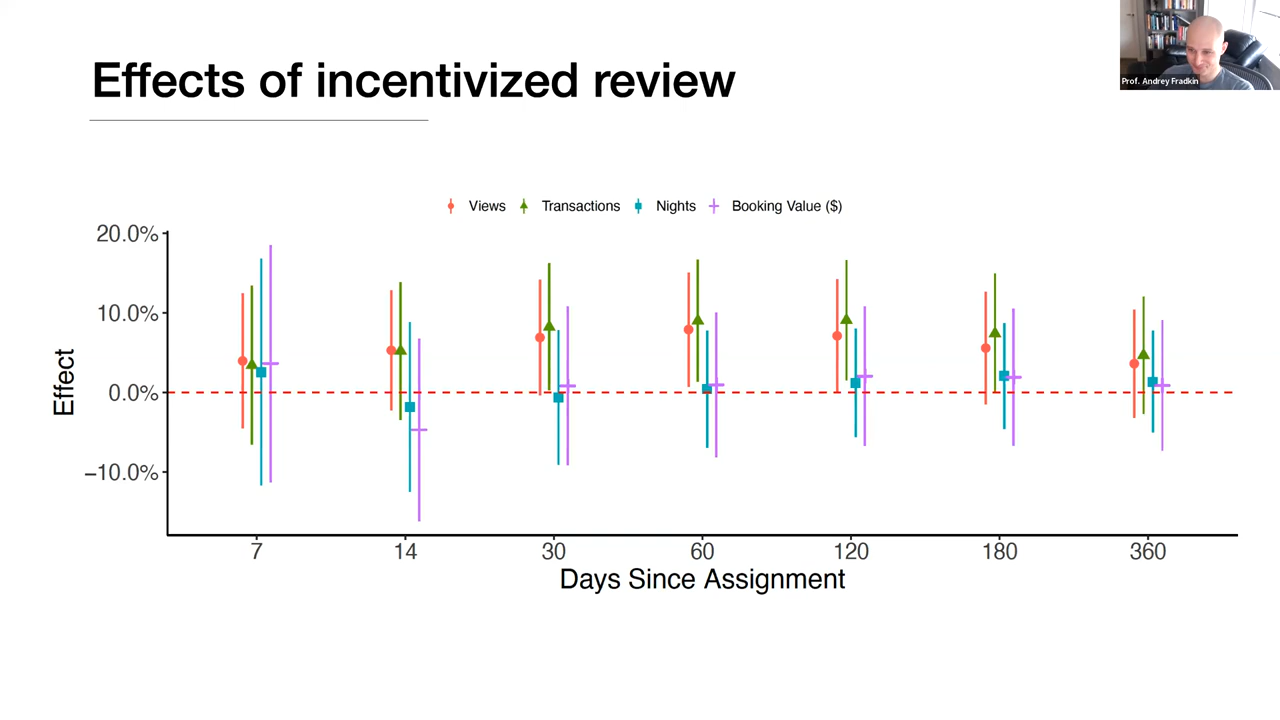 Effects of incentivized review
Prof. Andrey Fradkin
Views Transactions Nights Booking Value ($)
20.0%
10.0%
0.0%
−10.0%
Effect
7 14 30 60 120 180 360
Days Since Assignment